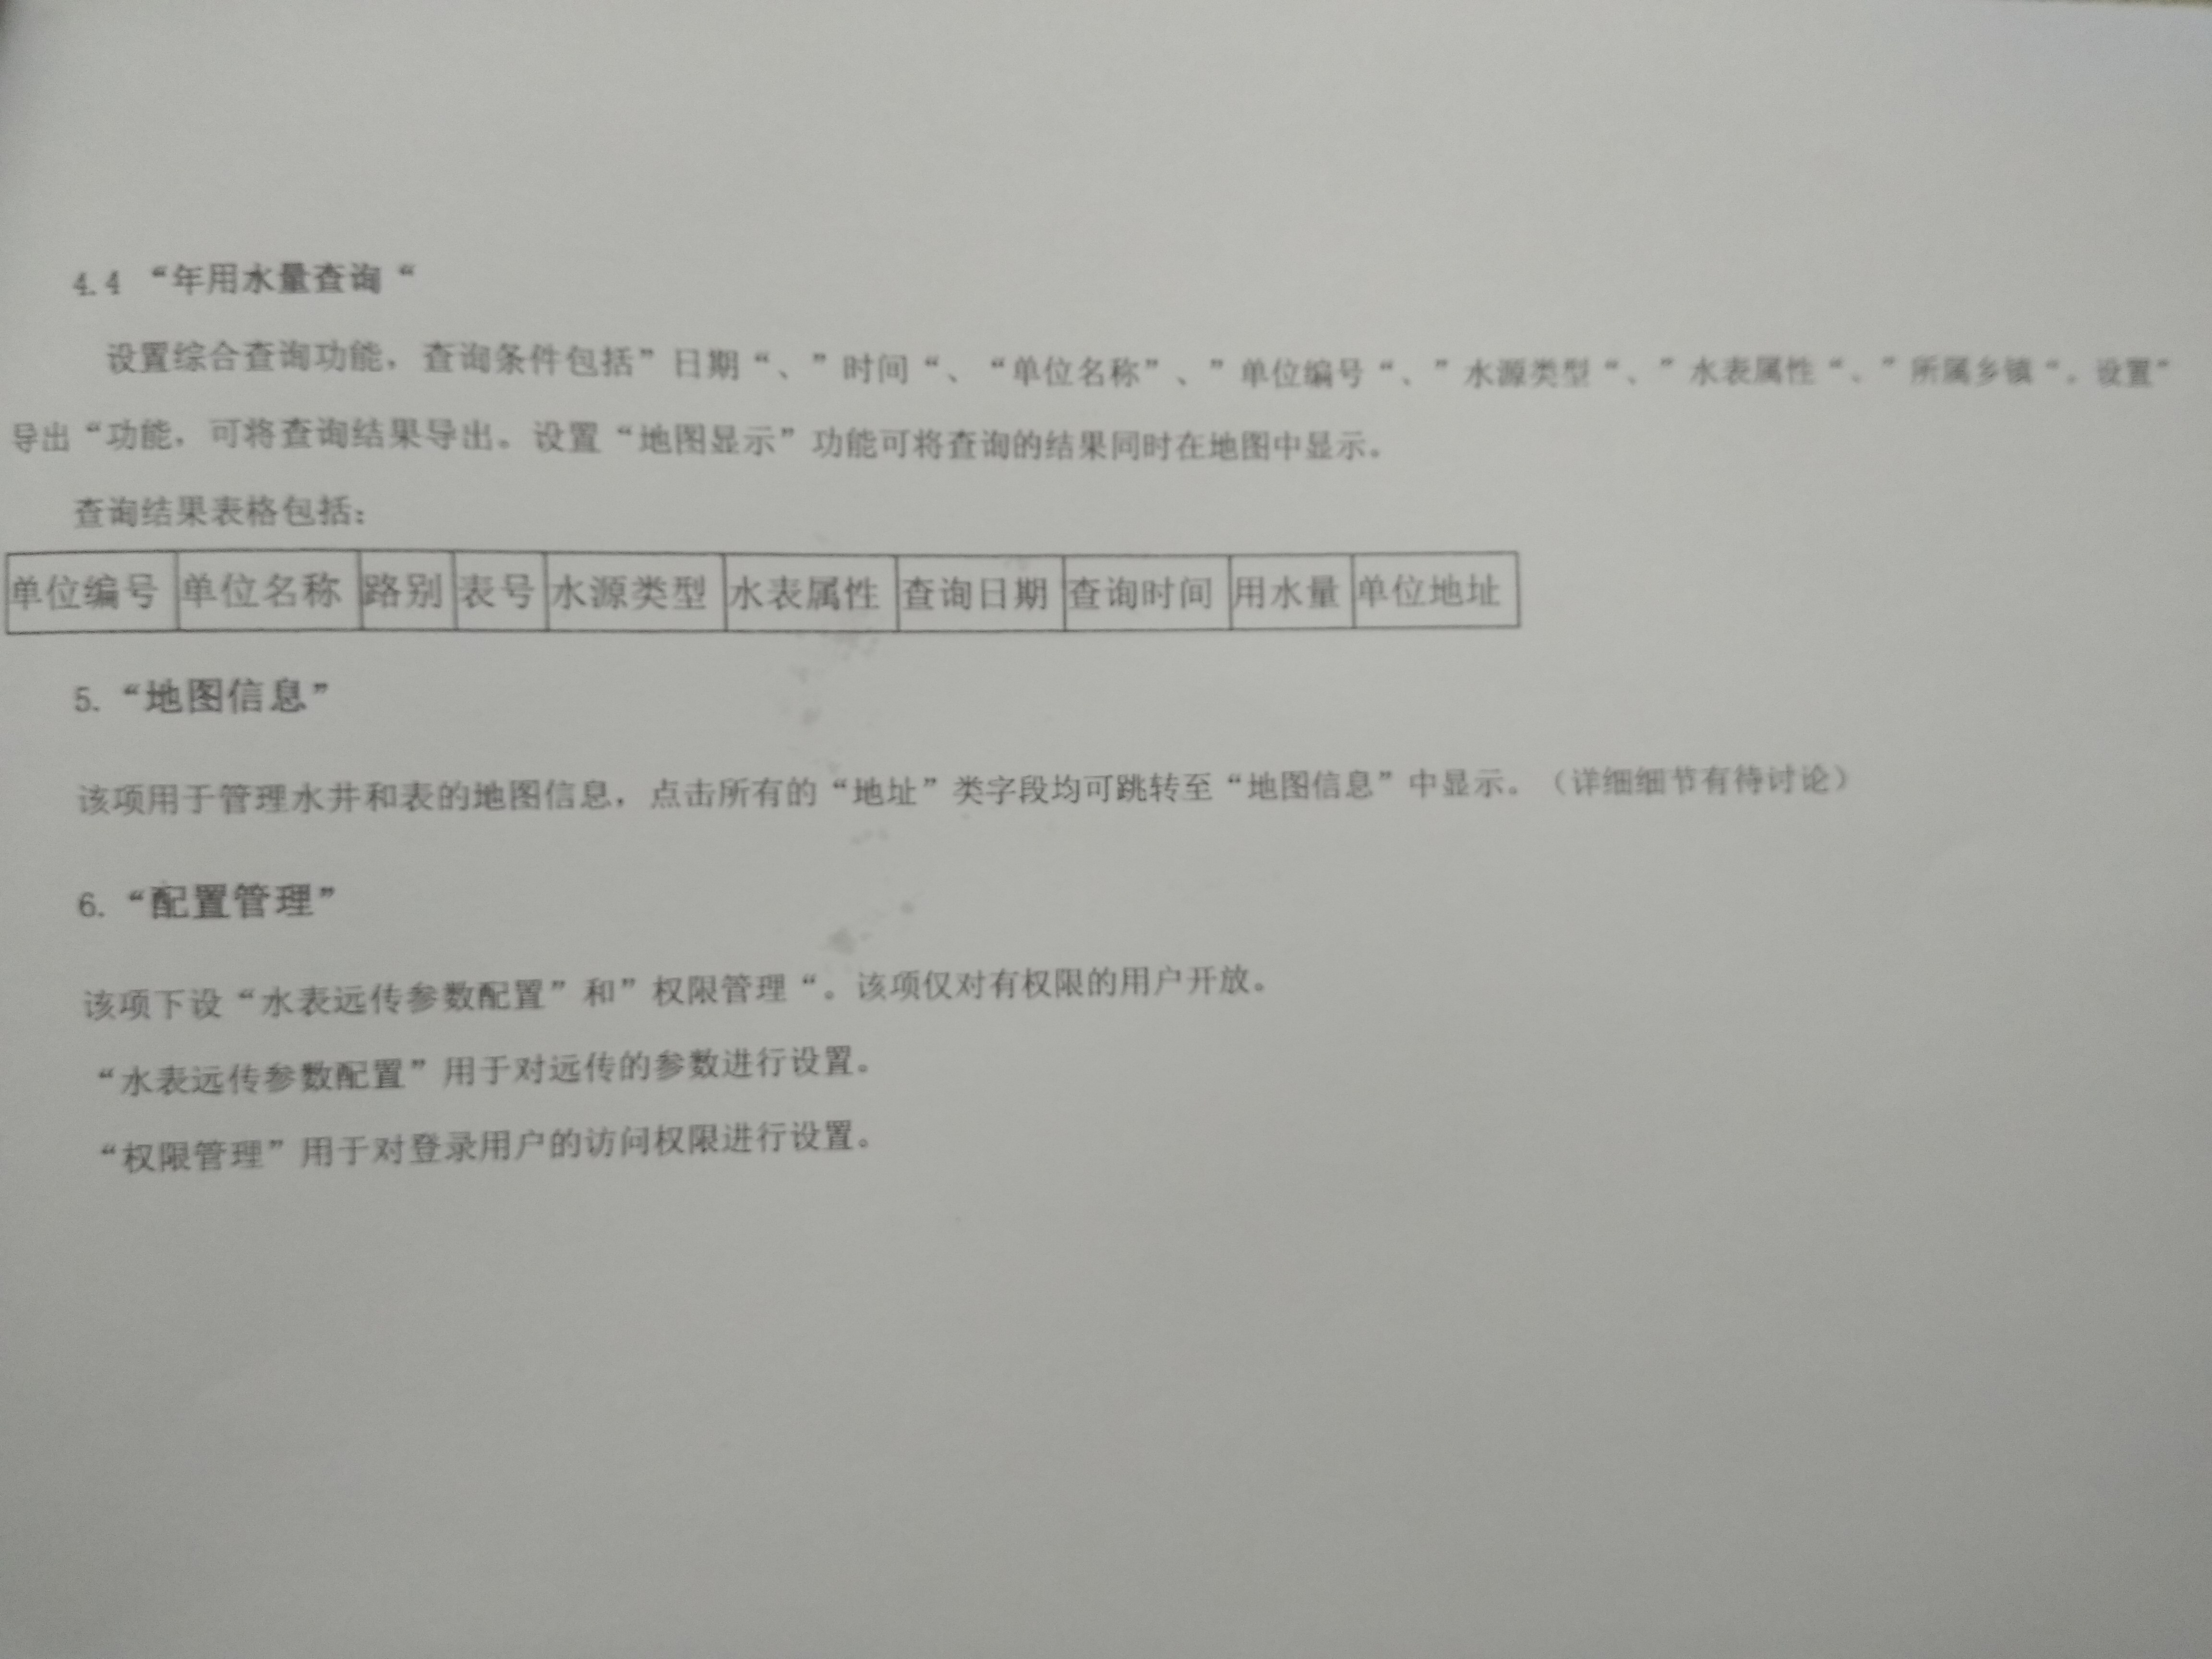 4.4 “年用水量查询“
设置综合查询功能，查询条件包括”日期“、”时间“、“单位名称”、”单位编号“、”水源类型“、”水表属性“、”所属乡镇“。设置”
导出“功能，可将查询结果导出。设置“地图显示”功能可将查询的结果同时在地图中显示。
查询结果表格包括：
单位编号 单位名称 路别 表号 水源类型 水表属性 查询日期 查询时间 用水量 单位地址
5. “地图信息”
该项用于管理水井和表的地图信息，点击所有的“地址”类字段均可跳转至“地图信息”中显示。（详细细节有待讨论）
6. “配置管理”
该项下设“水表远传参数配置”和”权限管理“。该项仅对有权限的用户开放。
“水表远传参数配置”用于对远传的参数进行设置。
“权限管理”用于对登录用户的访问权限进行设置。